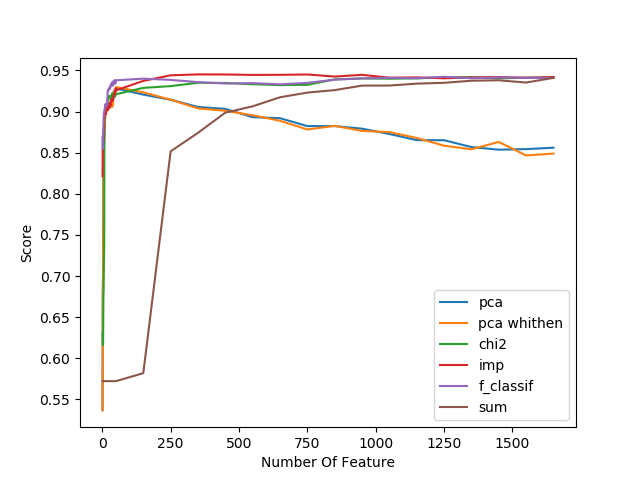 0.95
0.90
0.85
0.80
0.75
0.70
0.65
0.60
0.55
Score
0 250 500 750 1000 1250 1500
Number Of Feature
pca
pca whithen
chi2
imp
f_classif
sum